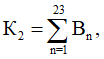 К₂ = ∑_{n=1}^{23} Bₙ,